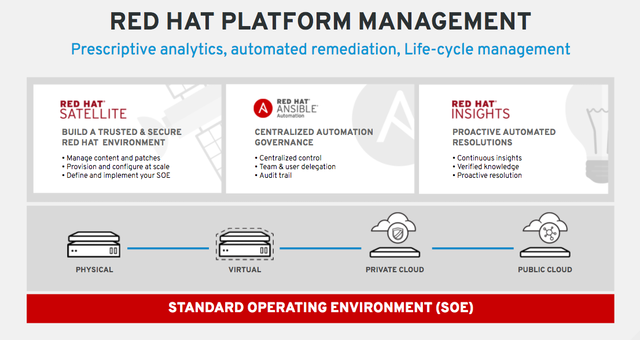 RED HAT PLATFORM MANAGEMENT
Prescriptive analytics, automated remediation, Life-cycle management
RED HAT
SATELLITE
BUILD A TRUSTED & SECURE
RED HAT ENVIRONMENT
• Manage content and patches
• Provision and configure at scale
• Define and implement your SOE
RED HAT
ANSIBLE
Automation
CENTRALIZED AUTOMATION
GOVERNANCE
• Centralized control
• Team & user delegation
• Audit trail
RED HAT
INSIGHTS
PROACTIVE AUTOMATED
RESOLUTIONS
• Continuous insights
• Verified knowledge
• Proactive resolution
PHYSICAL
VIRTUAL
PRIVATE CLOUD
PUBLIC CLOUD
STANDARD OPERATING ENVIRONMENT (SOE)